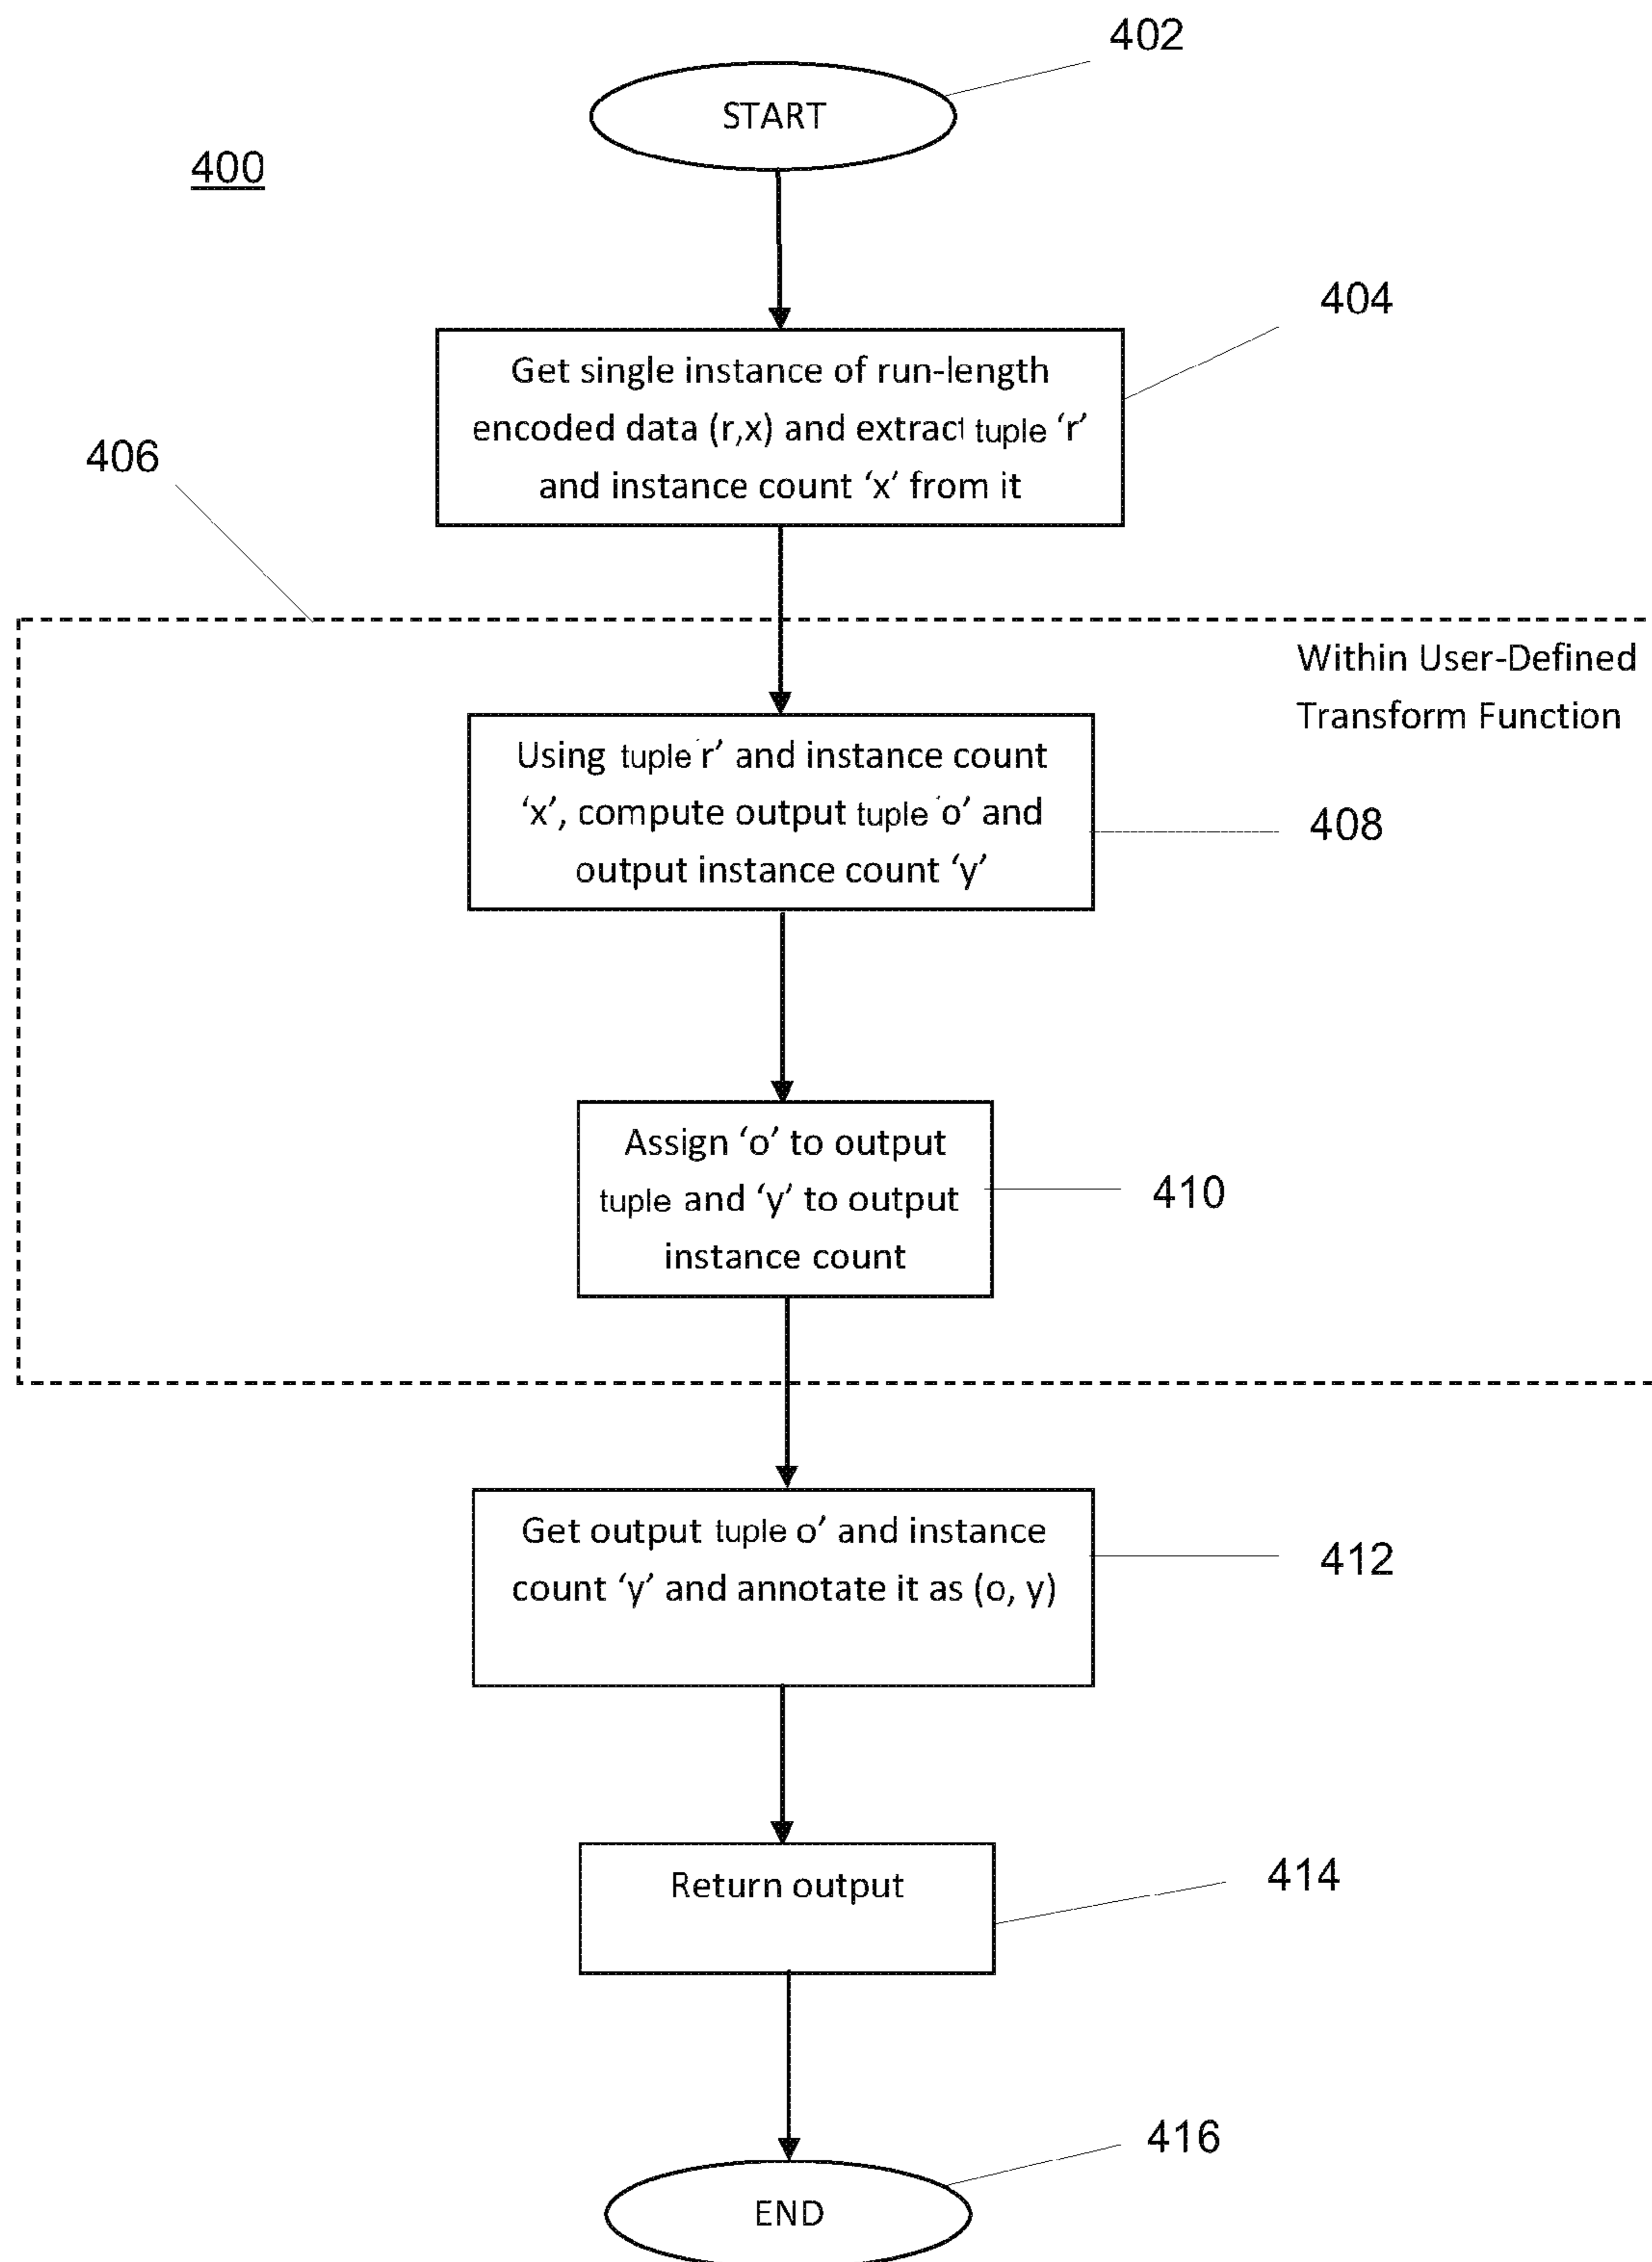 402
START
400
404
Get single instance of run-length
encoded data (r,x) and extract tuple ‘r’
and instance count ‘x’ from it
406
Within User-Defined
Transform Function
Using tuple ‘r’ and instance count
‘x’, compute output tuple ‘o’ and
output instance count ‘y’
408
Assign ‘o’ to output
tuple and ‘y’ to output
instance count
410
Get output tuple o’ and instance
count ‘y’ and annotate it as (o, y)
412
Return output
414
416
END